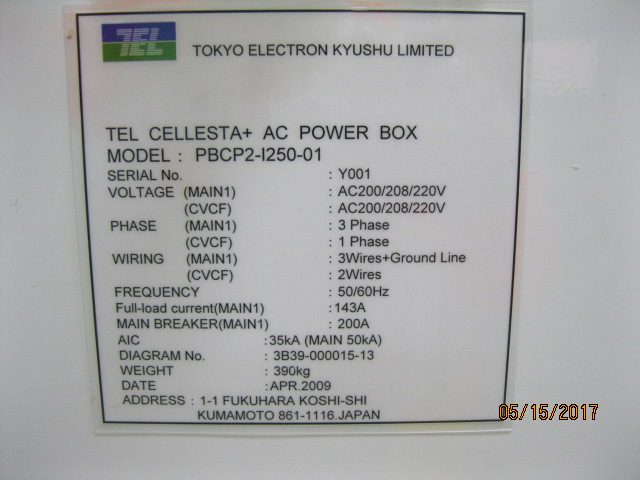 TEL TOKYO ELECTRON KYUSHU LIMITED
TEL CELLESTA+ AC POWER BOX
MODEL : PBCP2-I250-01
SERIAL No. : Y001
VOLTAGE (MAIN1) : AC200/208/220V
(CVCF) : AC200/208/220V
PHASE (MAIN1) : 3 Phase
(CVCF) : 1 Phase
WIRING (MAIN1) : 3Wires+Ground Line
(CVCF) : 2Wires
FREQUENCY : 50/60Hz
Full-load current(MAIN1) : 143A
MAIN BREAKER(MAIN1) : 200A
AIC :35kA (MAIN 50kA)
DIAGRAM No. : 3B39-000015-13
WEIGHT : 390kg
DATE :APR.2009
ADDRESS : 1-1 FUKUHARA KOSHI-SHI
KUMAMOTO 861-1116.JAPAN
05/15/2017